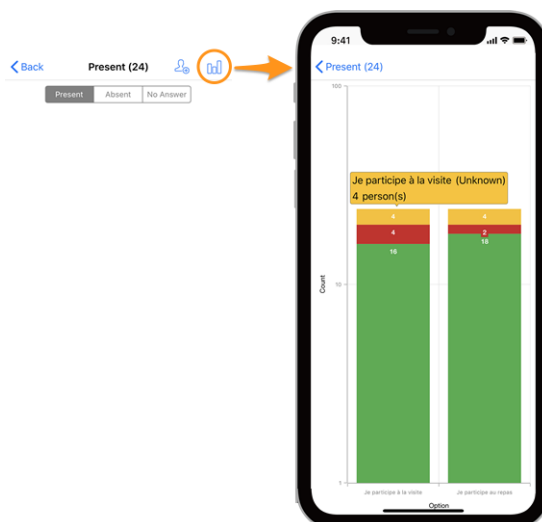 Back
Present (24)
Present
Absent
No Answer
9:41
Present (24)
100
Je participe à la visite (Unknown)
4 person(s)
4
4
4
2
16
18
Count
10
1
Je participe à la visite
Je participe au repas
Option